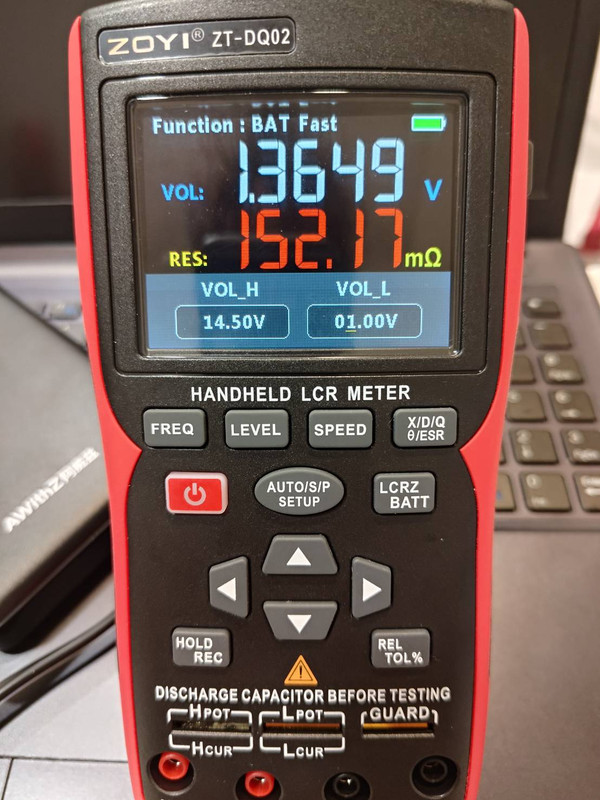 ZOYI® ZT-DQ02
Function : BAT Fast
VOL: 1.3649 V
RES: 152.17 mΩ
VOL_H VOL_L
14.50V 01.00V
HANDHELD LCR METER
FREQ LEVEL SPEED X/D/Q
θ/ESR
AUTO/S/P
SETUP
LCRZ
BATT
HOLD
REC
REL
TOL%
DISCHARGE CAPACITOR BEFORE TESTING
HPOT LPOT GUARD
HCUR LCUR
AWithZ